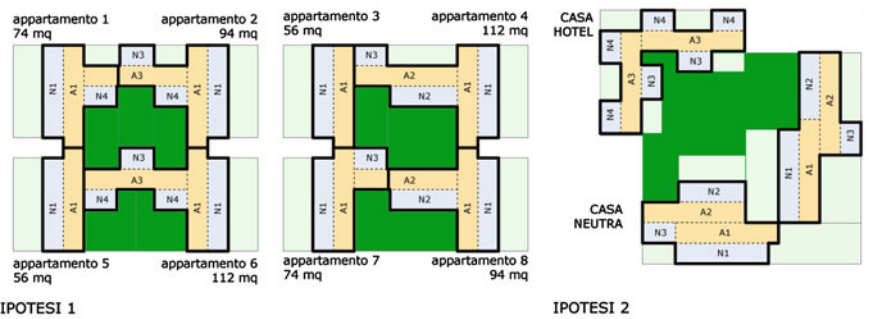 appartamento 1
74 mq
appartamento 2
94 mq
N3
A3
N1
A1
N4
N4
A1
N1
N3
A3
N1
A1
N4
N4
A1
N1
appartamento 5
56 mq
appartamento 6
112 mq
IPOTESI 1
appartamento 3
56 mq
appartamento 4
112 mq
N3
A2
N1
A1
N2
A1
N1
N3
A2
N1
A1
N2
A1
N1
appartamento 7
74 mq
appartamento 8
94 mq
CASA
HOTEL
N4
N4
N4
A3
N3
A3
N3
N4
N2
A2
N3
N1
A1
CASA
NEUTRA
N2
A2
N3
A1
N1
IPOTESI 2